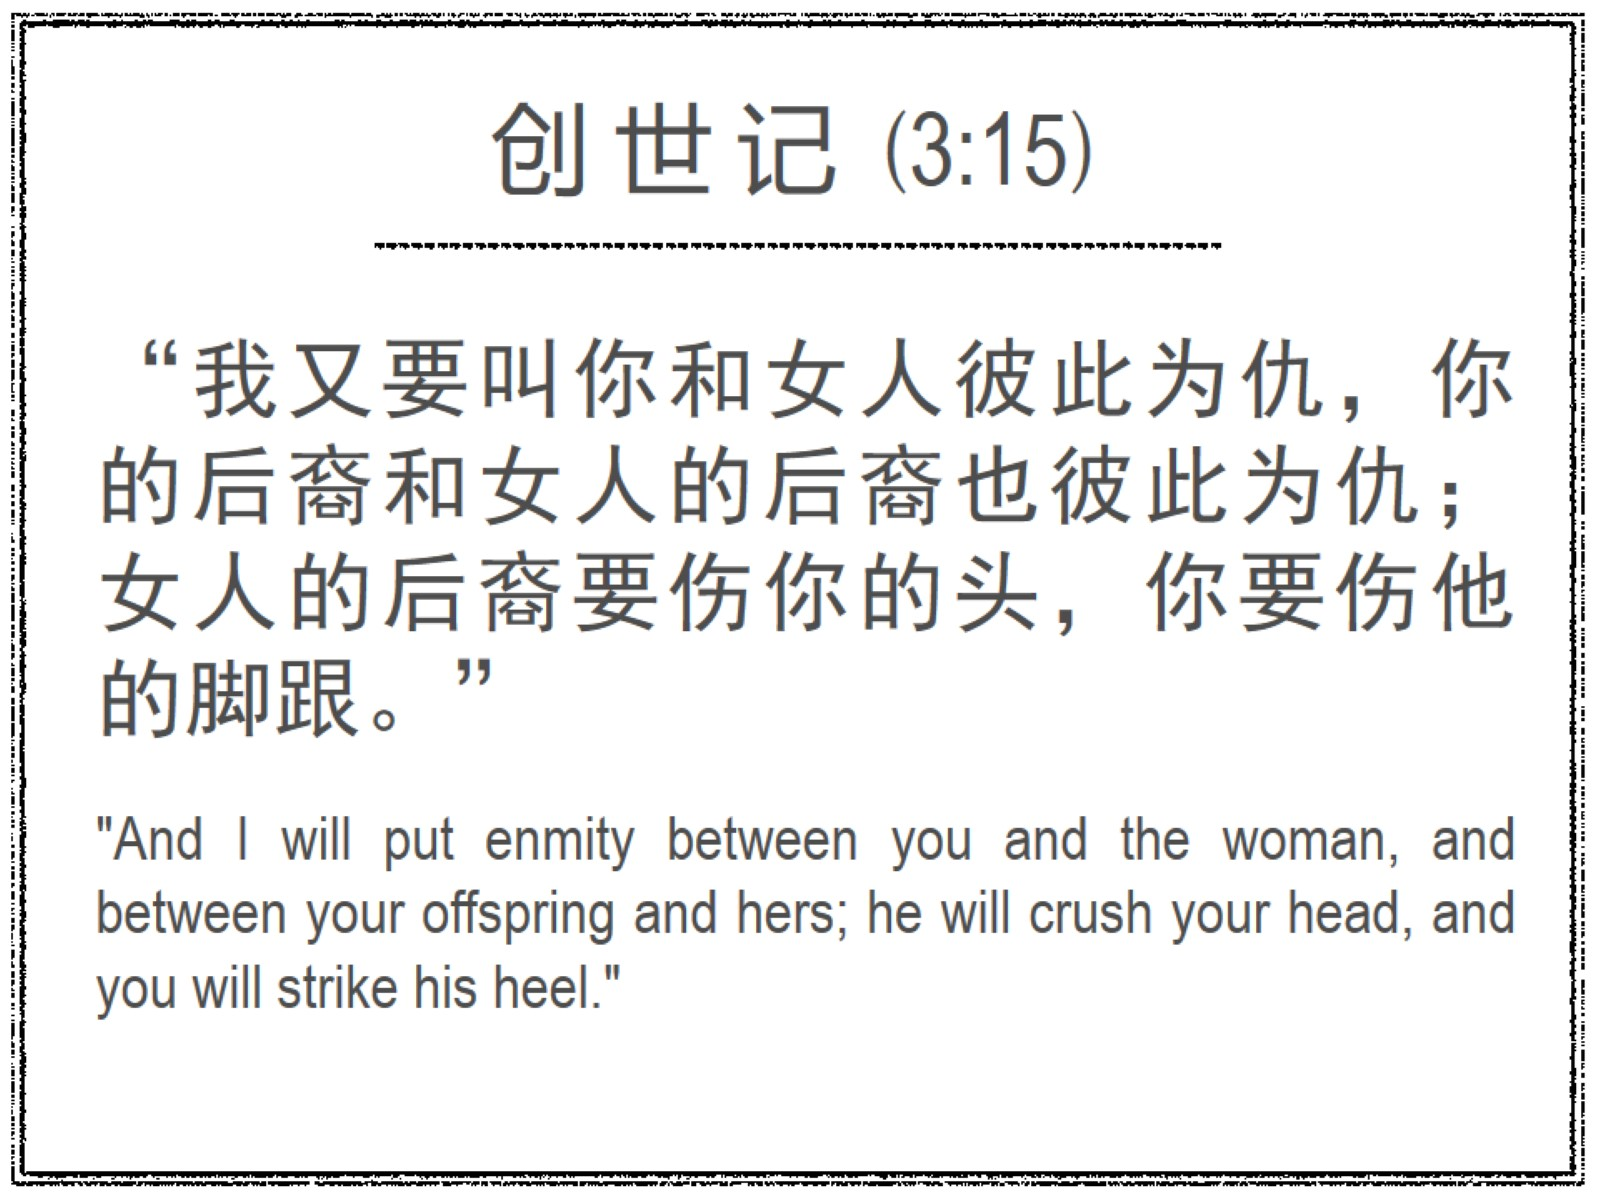 创世记 (3:15)
“我又要叫你和女人彼此为仇，你
的后裔和女人的后裔也彼此为仇；
女人的后裔要伤你的头，你要伤他
的脚跟。”
"And I will put enmity between you and the woman, and
between your offspring and hers; he will crush your head, and
you will strike his heel."